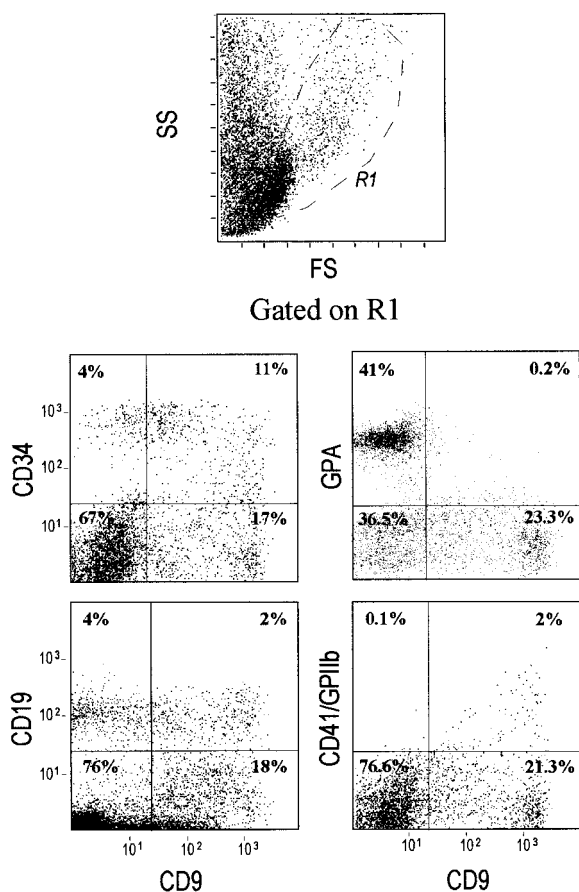 SS
R1
FS
Gated on R1
4%
11%
10³
CD34
10²
67%
17%
10¹
41%
0.2%
GPA
36.5%
23.3%
4%
2%
10³
CD19
10²
76%
18%
10¹
10¹
10²
10³
CD9
0.1%
2%
CD41/GPIIb
76.6%
21.3%
10¹
10²
10³
CD9